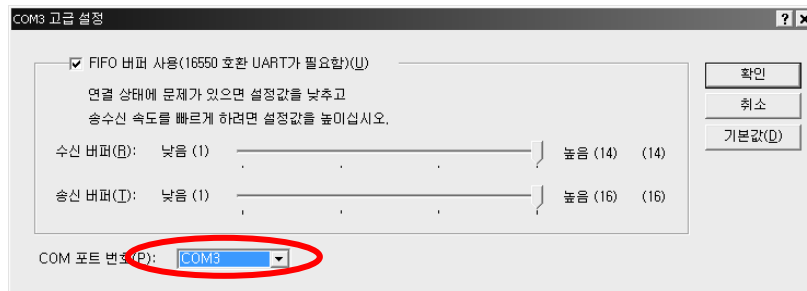 COM3 고급 설정
FIFO 버퍼 사용(16550 호환 UART가 필요함)(U)
연결 상태에 문제가 있으면 설정값을 낮추고
송수신 속도를 빠르게 하려면 설정값을 높이십시오.
수신 버퍼(R): 낮음 (1) 높음 (14) (14)
송신 버퍼(T): 낮음 (1) 높음 (16) (16)
COM 포트 번호(P): COM3
확인
취소
기본값(D)